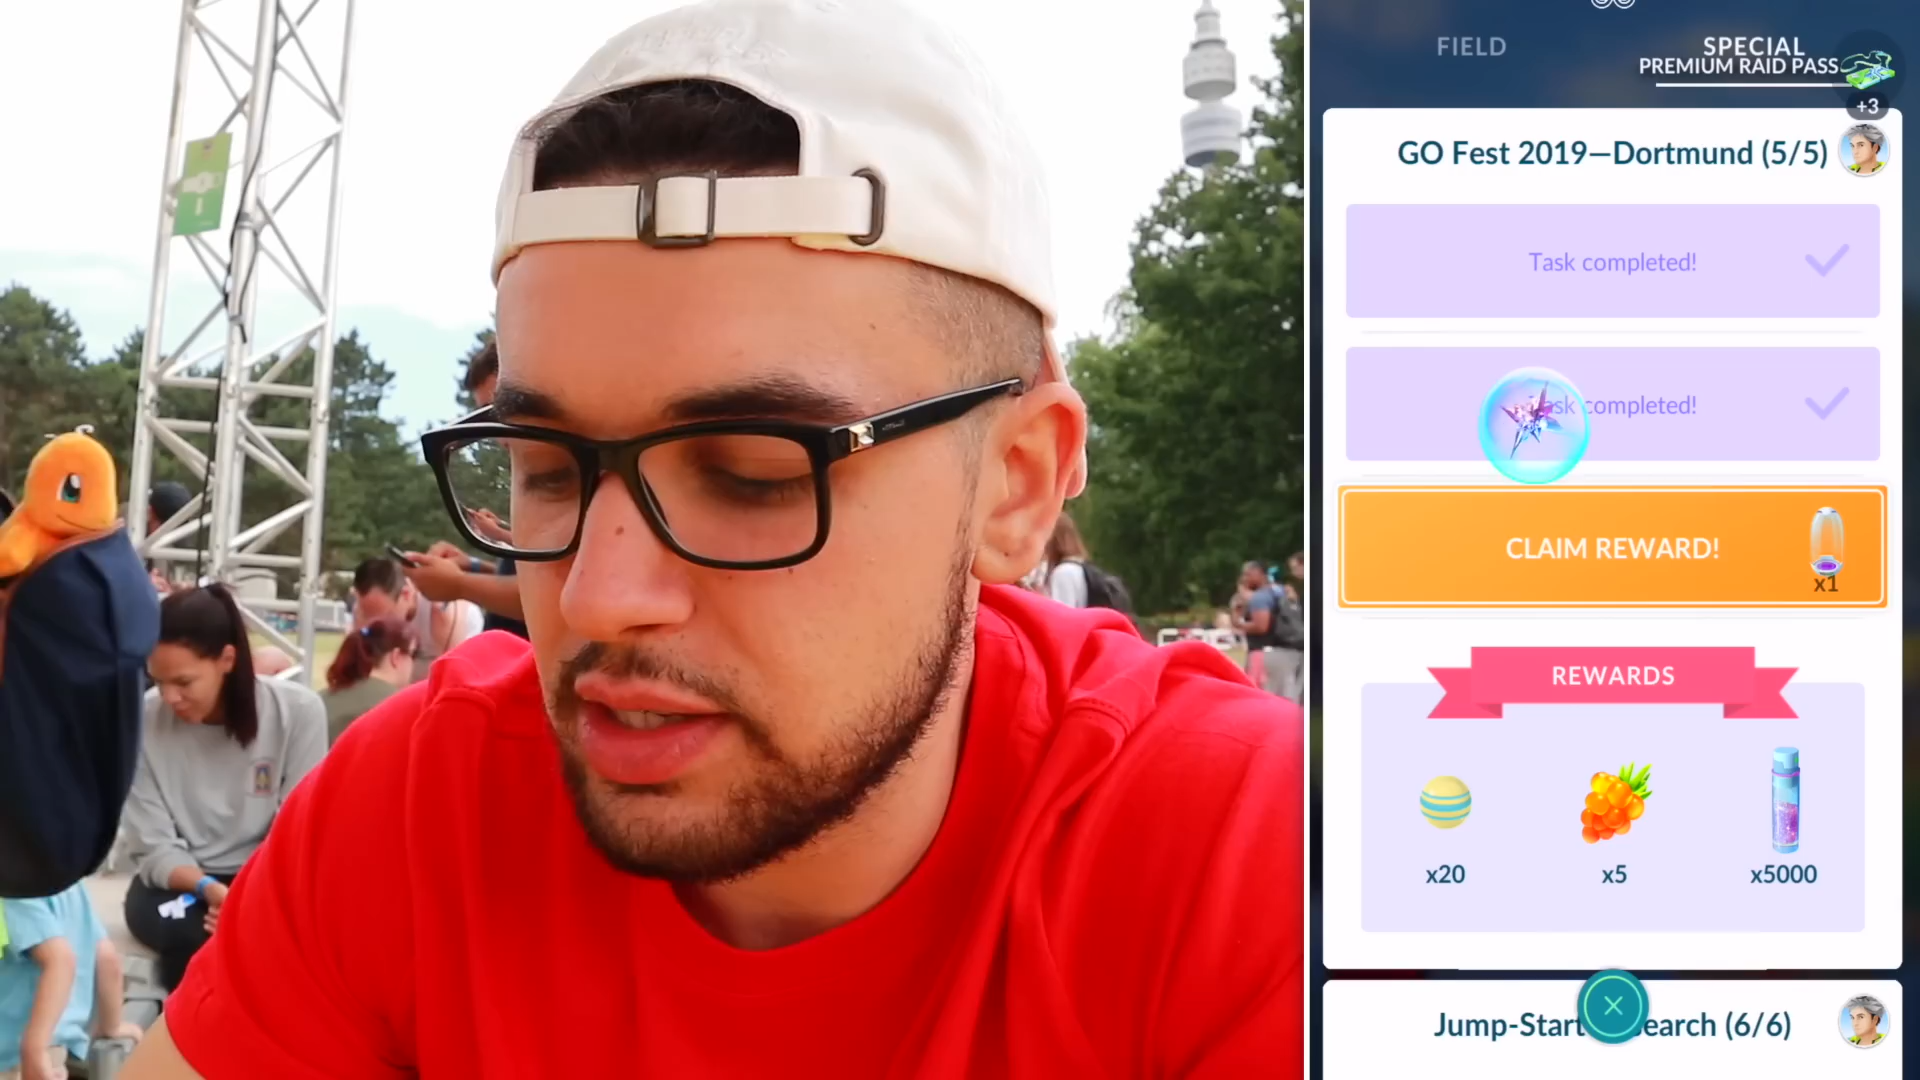 FIELD
SPECIAL
PREMIUM RAID PASS
+3
GO Fest 2019—Dortmund (5/5)
Task completed!
completed!
CLAIM REWARD!
x1
REWARDS
x20
x5
x5000
Jump-Start
(6/6)